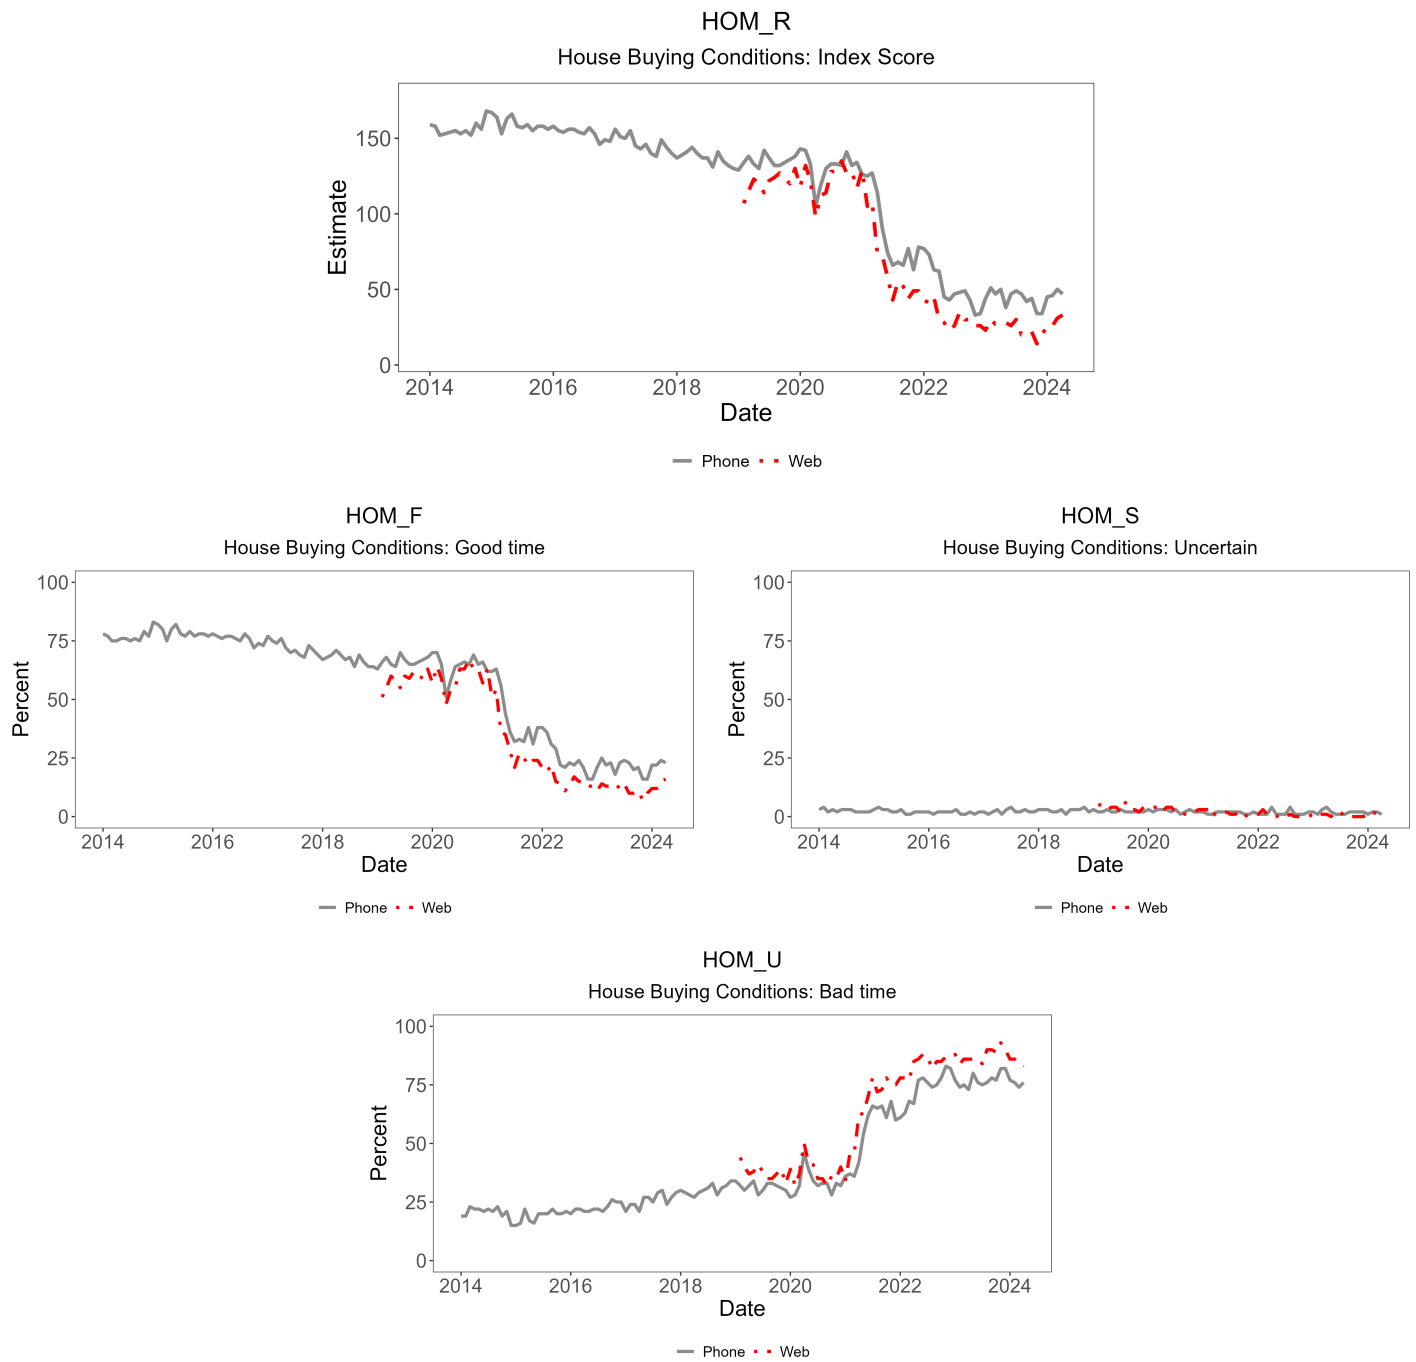 HOM_R
House Buying Conditions: Index Score
Estimate
150
100
50
0
2014 2016 2018 2020 2022 2024
Date
Phone Web
HOM_F
House Buying Conditions: Good time
Percent
100
75
50
25
0
2014 2016 2018 2020 2022 2024
Date
Phone Web
HOM_S
House Buying Conditions: Uncertain
Percent
100
75
50
25
0
2014 2016 2018 2020 2022 2024
Date
Phone Web
HOM_U
House Buying Conditions: Bad time
Percent
100
75
50
25
0
2014 2016 2018 2020 2022 2024
Date
Phone Web